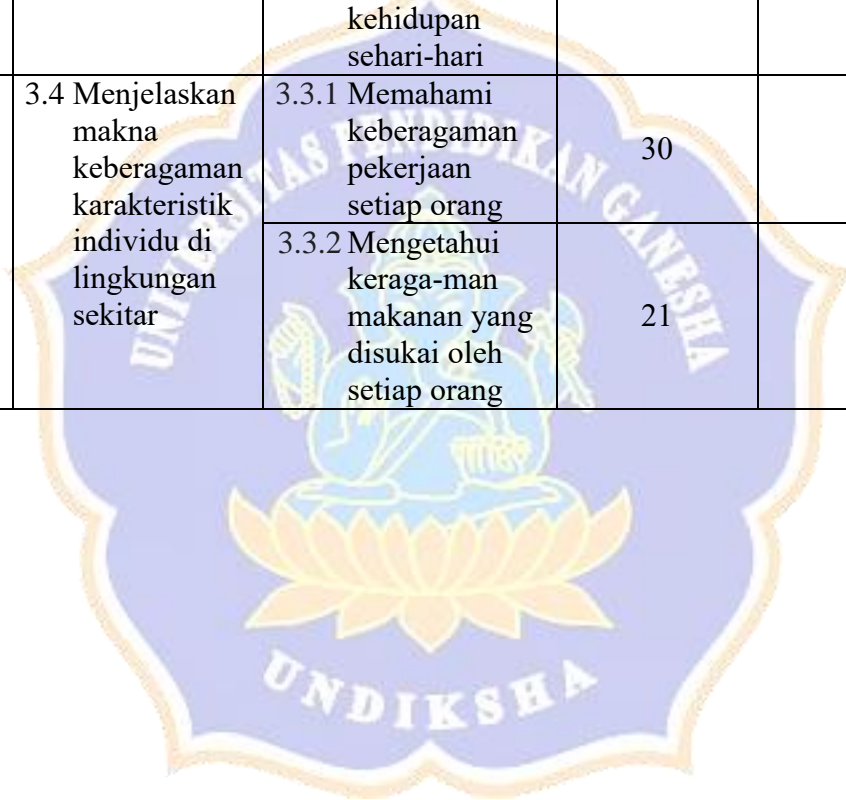 kehidupan
sehari-hari
3.4 Menjelaskan
makna
keberagaman
karakteristik
individu di
lingkungan
sekitar
3.3.1 Memahami
keberagaman
pekerjaan
setiap orang
30
3.3.2 Mengetahui
keraga-man
makanan yang
disukai oleh
setiap orang
21
UNIVERSITAS PENDIDIKAN GANESHA
UNDIKSHA